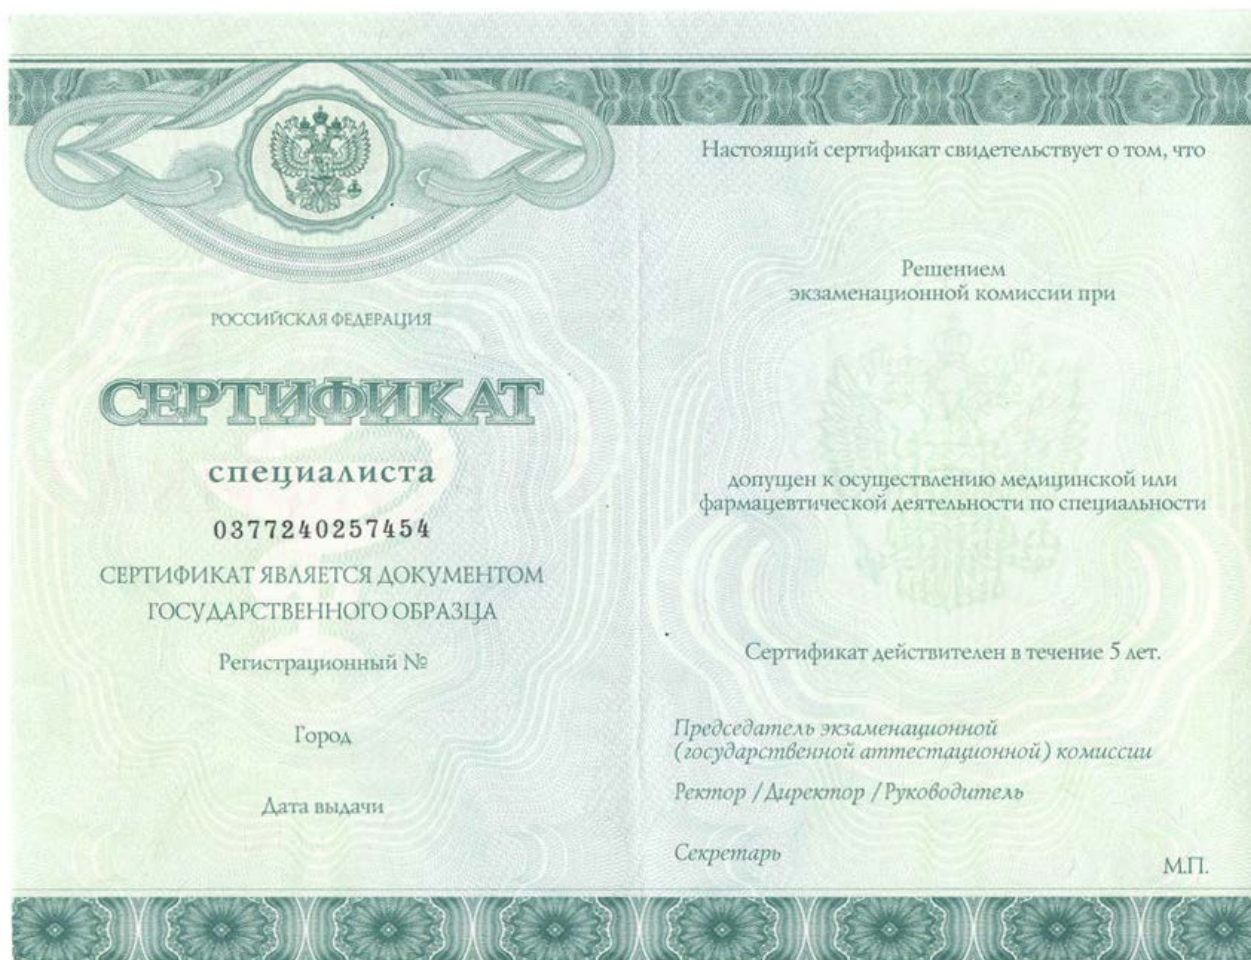 РОССИЙСКАЯ ФЕДЕРАЦИЯ
СЕРТИФИКАТ
специалиста
0377240257454
СЕРТИФИКАТ ЯВЛЯЕТСЯ ДОКУМЕНТОМ
ГОСУДАРСТВЕННОГО ОБРАЗЦА
Регистрационный №
Город
Дата выдачи
Настоящий сертификат свидетельствует о том, что
Решением
экзаменационной комиссии при
допущен к осуществлению медицинской или
фармацевтической деятельности по специальности
Сертификат действителен в течение 5 лет.
Председатель экзаменационной
(государственной аттестационной) комиссии
Ректор / Директор / Руководитель
Секретарь
М.П.